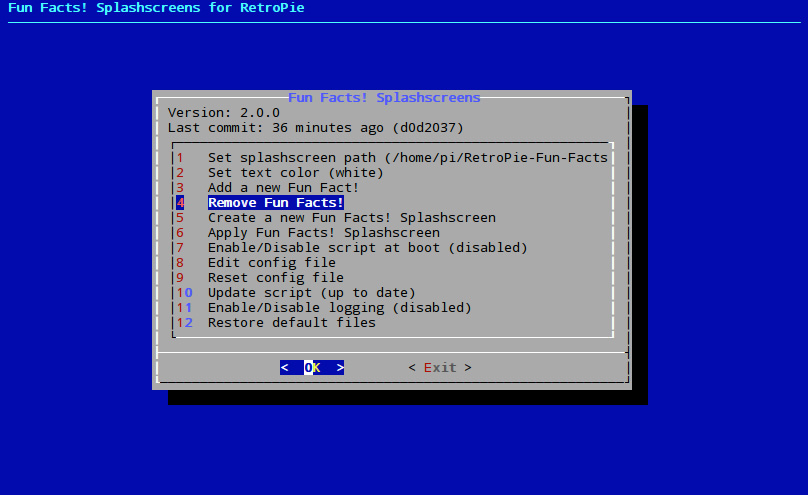 Fun Facts! Splashscreens for RetroPie
Fun Facts! Splashscreens
Version: 2.0.0
Last commit: 36 minutes ago (d0d2037)
1 Set splashscreen path (/home/pi/RetroPie-Fun-Facts
2 Set text color (white)
3 Add a new Fun Fact!
4 Remove Fun Facts!
5 Create a new Fun Facts! Splashscreen
6 Apply Fun Facts! Splashscreen
7 Enable/Disable script at boot (disabled)
8 Edit config file
9 Reset config file
10 Update script (up to date)
11 Enable/Disable logging (disabled)
12 Restore default files
< OK > < Exit >